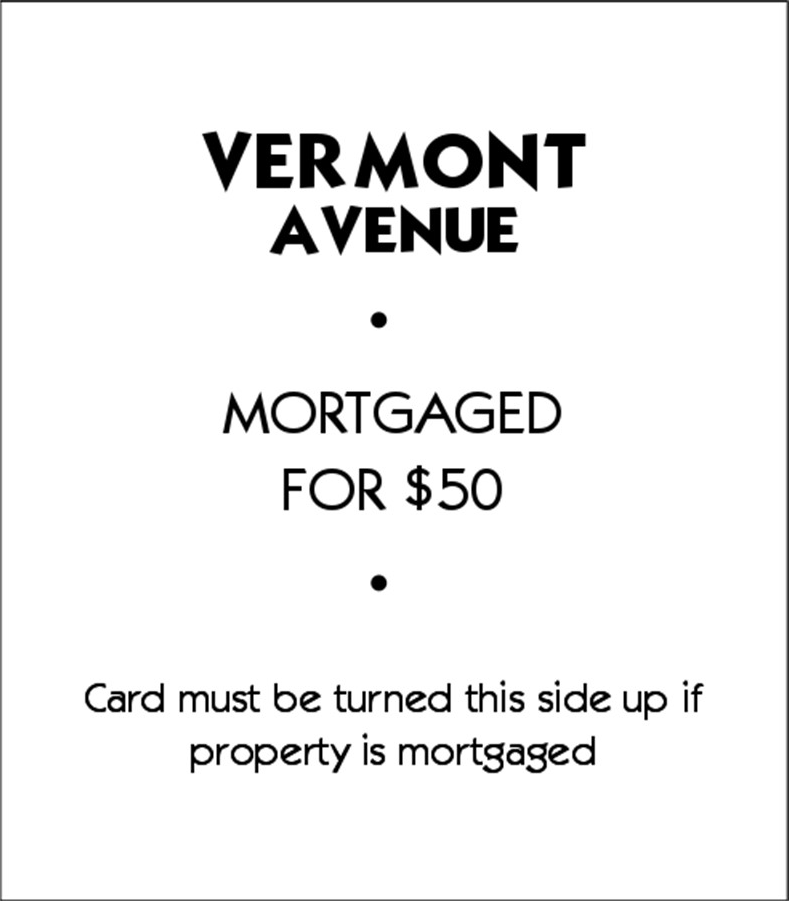 VERMONT
AVENUE
•
MORTGAGED
FOR $50
•
Card must be turned this side up if
property is mortgaged